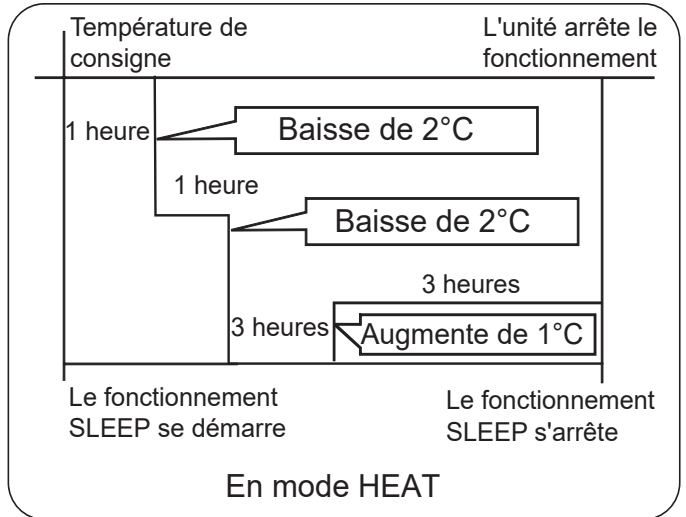 Température de
consigne
L'unité arrête le
fonctionnement
1 heure
Baisse de 2°C
1 heure
Baisse de 2°C
3 heures
3 heures
Augmente de 1°C
Le fonctionnement
SLEEP se démarre
Le fonctionnement
SLEEP s'arrête
En mode HEAT